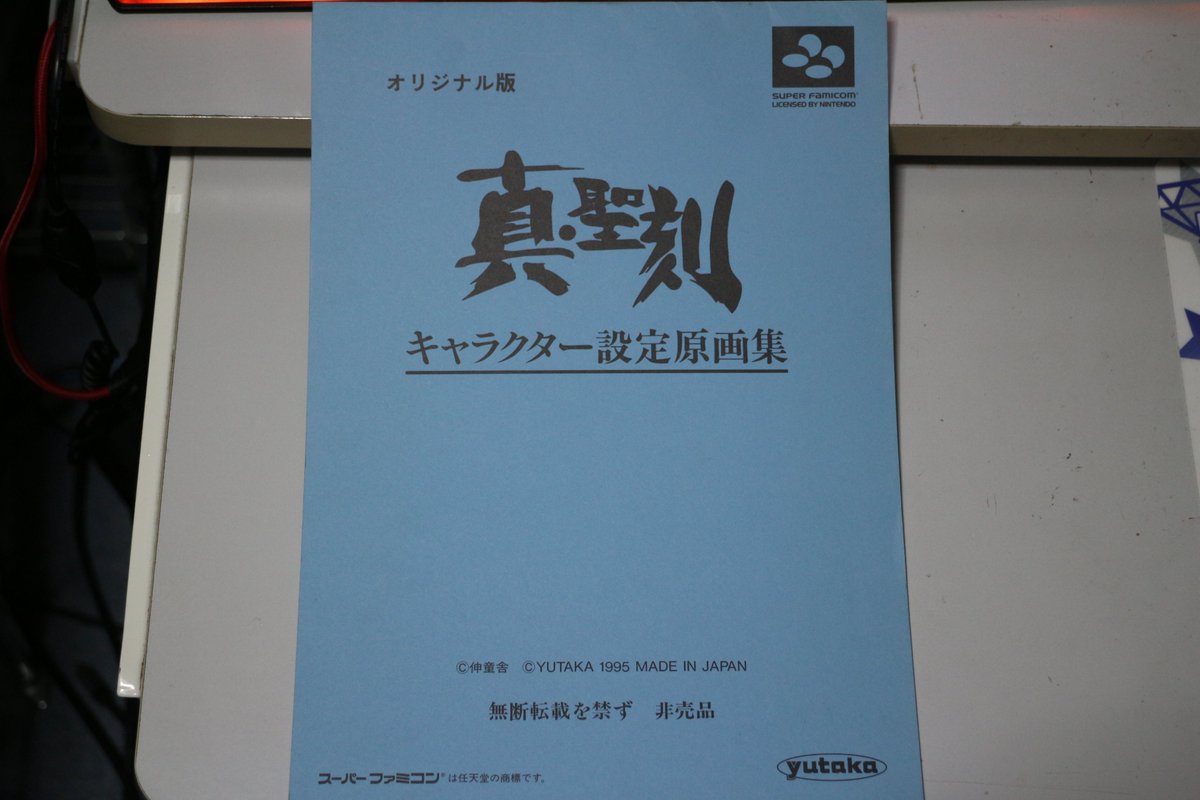 オリジナル版
SUPER FAMICOM
LICENSED BY NINTENDO
真・聖刻
キャラクター設定原画集
©伸童舎 ©YUTAKA 1995 MADE IN JAPAN
無断転載を禁ず 非売品
スーパーファミコン®は任天堂の商標です。
yutaka